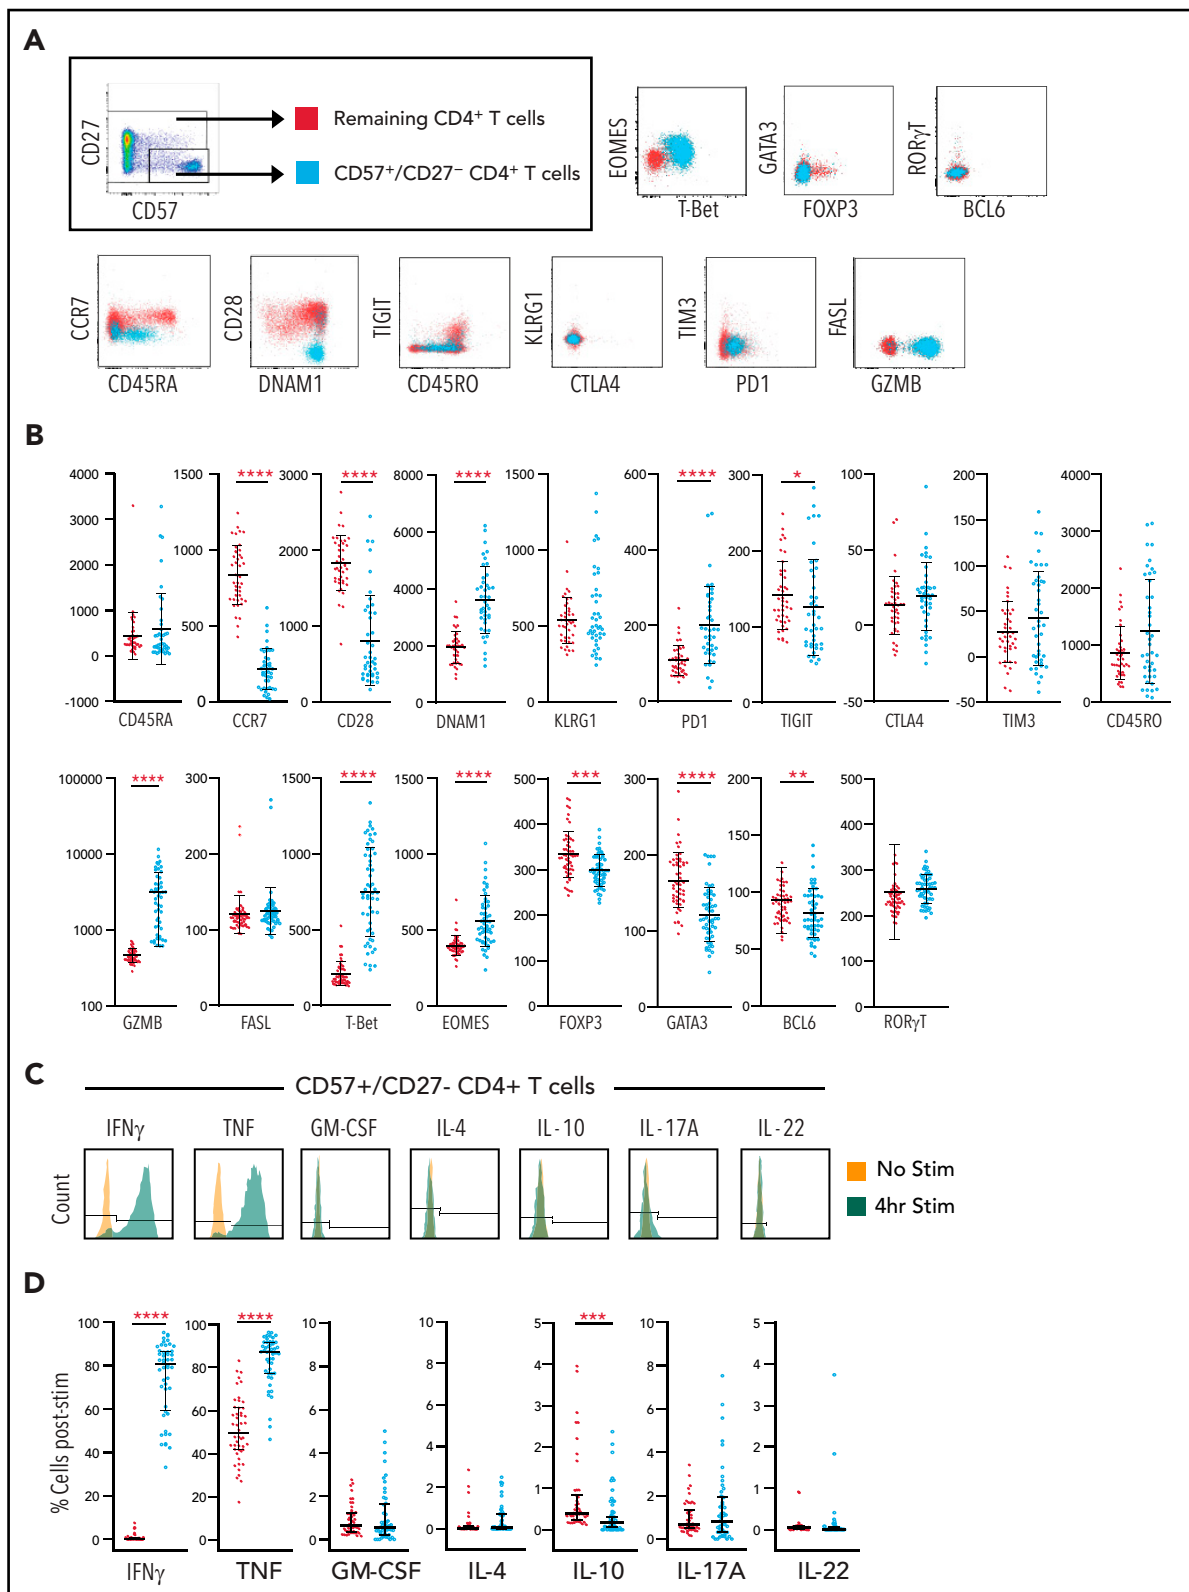 A
CD27
CD57
Remaining CD4+ T cells
CD57+/CD27− CD4+ T cells
EOMES
T-Bet
GATA3
FOXP3
RORγT
BCL6
CCR7
CD45RA
CD28
DNAM1
TIGIT
CD45RO
KLRG1
CTLA4
TIM3
PD1
FASL
GZMB
B
4000
3000
2000
1000
0
-1000
CD45RA
1500
1000
500
0
****
CCR7
3000
2000
1000
0
****
CD28
8000
6000
4000
2000
0
****
DNAM1
1500
1000
500
0
KLRG1
600
400
200
0
****
PD1
300
200
100
0
*
TIGIT
100
50
0
-50
CTLA4
200
150
100
50
0
-50
TIM3
4000
3000
2000
1000
0
CD45RO
100000
10000
1000
100
****
GZMB
300
200
100
0
FASL
1500
1000
500
0
****
T-Bet
1500
1000
500
0
****
EOMES
500
400
300
200
100
0
***
FOXP3
300
200
100
0
****
GATA3
200
150
100
50
0
**
BCL6
500
400
300
200
100
0
RORγT
C
CD57+/CD27- CD4+ T cells
IFNγ
TNF
GM-CSF
IL-4
IL-10
IL-17A
IL-22
Count
No Stim
4hr Stim
D
% Cells post-stim
100
80
60
40
20
0
****
IFNγ
100
80
60
40
20
0
****
TNF
10
8
6
4
2
0
GM-CSF
10
8
6
4
2
0
IL-4
5
4
3
2
1
0
***
IL-10
10
8
6
4
2
0
IL-17A
5
4
3
2
1
0
IL-22